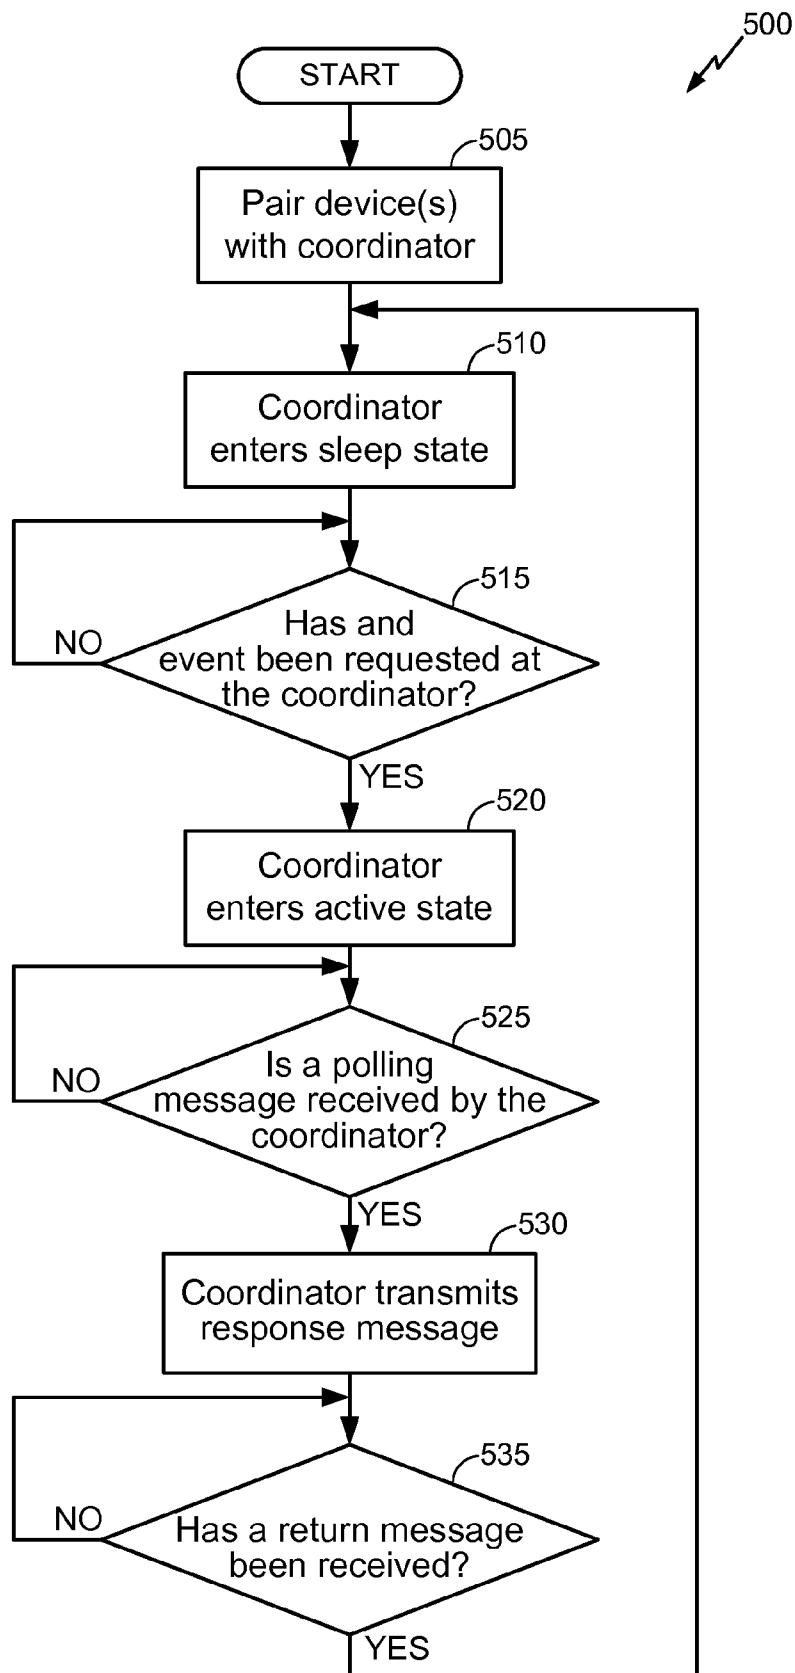 500
START
505
Pair device(s)
with coordinator
510
Coordinator
enters sleep state
515
Has and
event been requested at
the coordinator?
NO
YES
520
Coordinator
enters active state
525
Is a polling
message received by the
coordinator?
NO
YES
530
Coordinator transmits
response message
535
Has a return message
been received?
NO
YES